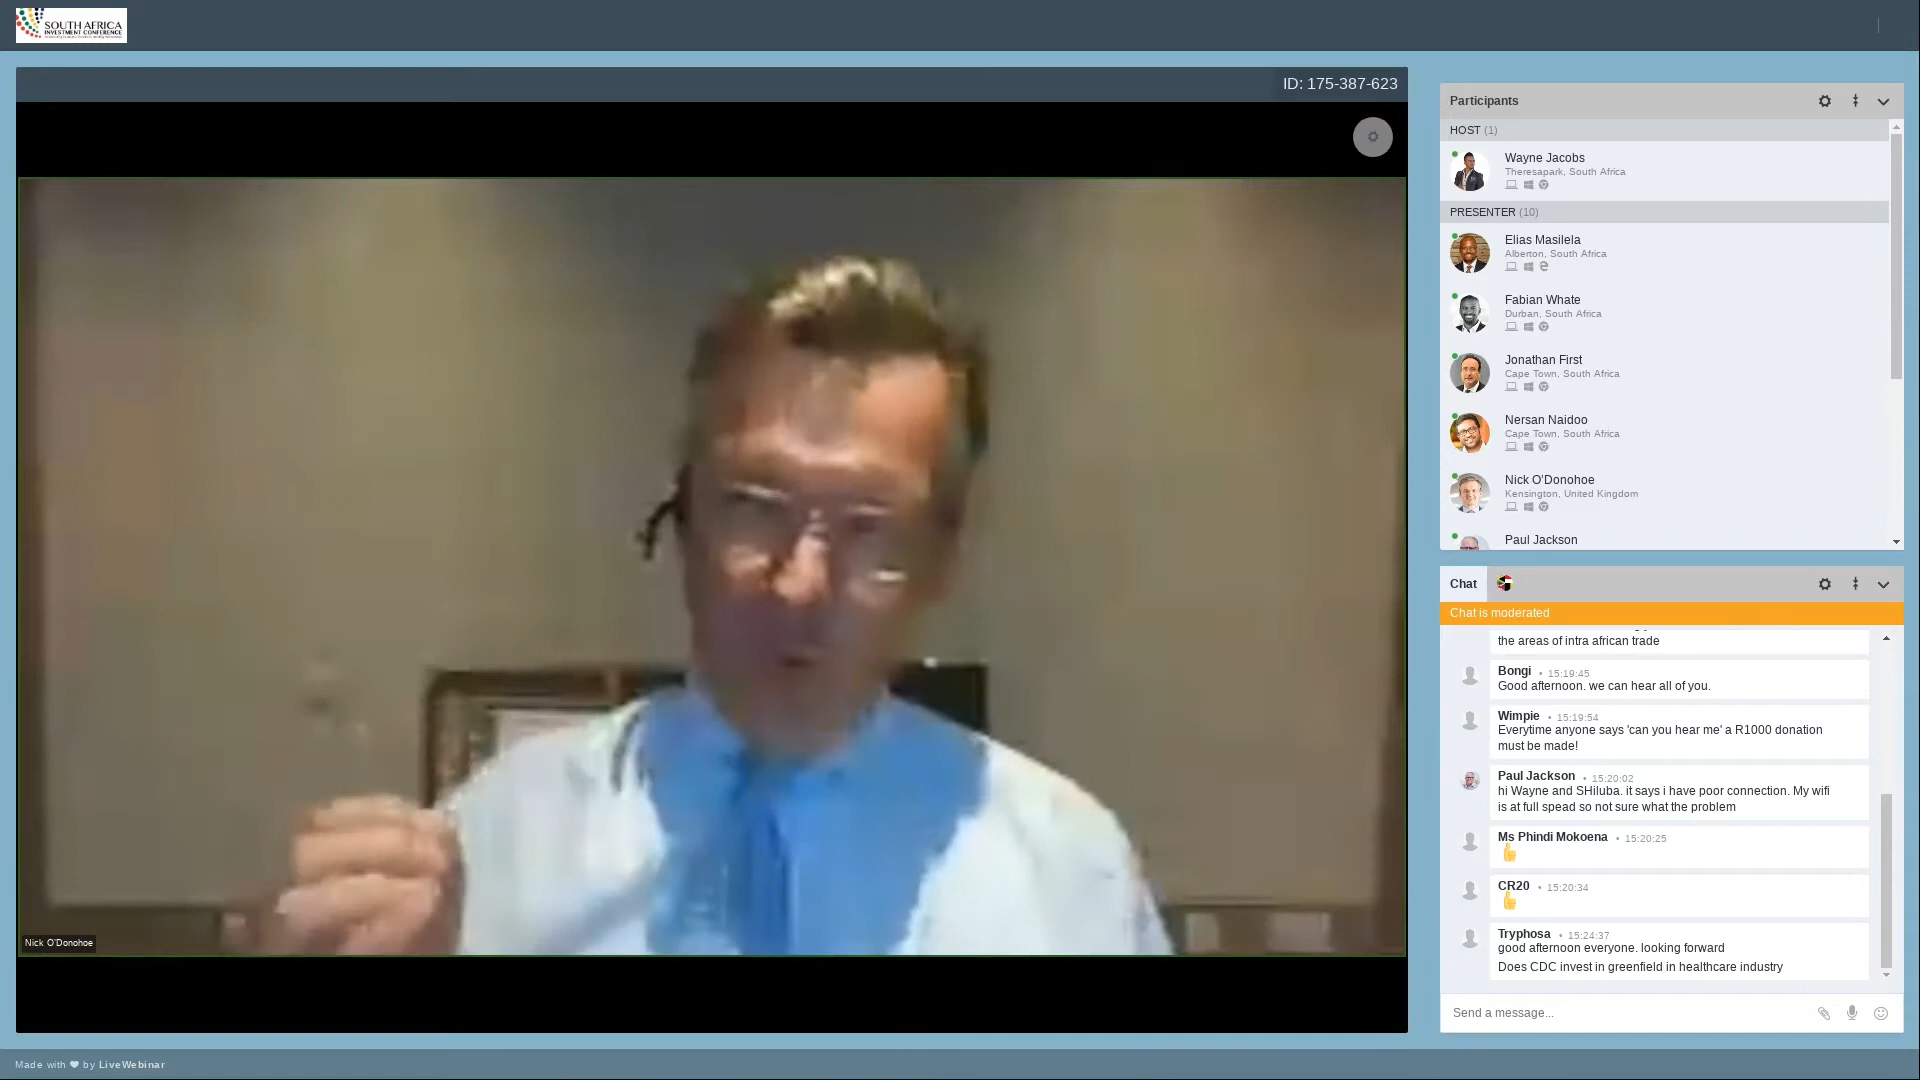 SOUTH AFRICA
INVESTMENT CONFERENCE
ID: 175-387-623
Nick O'Donohoe
Participants
HOST (1)
Wayne Jacobs
Theresapark, South Africa
PRESENTER (10)
Elias Masilela
Alberton, South Africa
Fabian Whate
Durban, South Africa
Jonathan First
Cape Town, South Africa
Nersan Naidoo
Cape Town, South Africa
Nick O'Donohoe
Kensington, United Kingdom
Paul Jackson
Chat
Chat is moderated
the areas of intra african trade
Bongi • 15:19:45
Good afternoon. we can hear all of you.
Wimpie • 15:19:54
Everytime anyone says 'can you hear me' a R1000 donation
must be made!
Paul Jackson • 15:20:02
hi Wayne and SHiluba. it says i have poor connection. My wifi
is at full spead so not sure what the problem
Ms Phindi Mokoena • 15:20:25
CR20 • 15:20:34
Tryphosa • 15:24:37
good afternoon everyone. looking forward
Does CDC invest in greenfield in healthcare industry
Send a message...
Made with ❤ by LiveWebinar